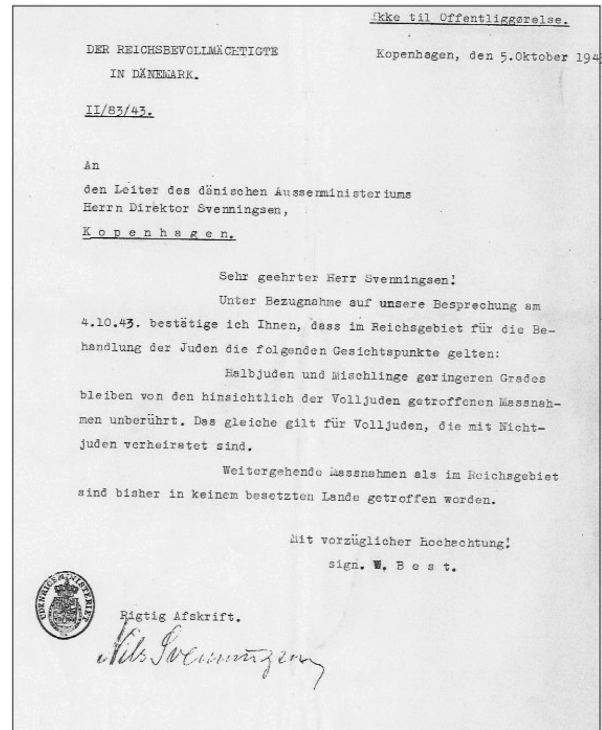 Ikke til Offentliggørelse.
DER REICHSBEVOLLMÄCHTIGTE
IN DÄNEMARK.
Kopenhagen, den 5.Oktober 194
II/83/43.
An
den Leiter des dänischen Aussenministeriums
Herrn Direktor Svenningsen,
Kopenhagen.
Sehr geehrter Herr Svenningsen!
Unter Bezugnahme auf unsere Besprechung am
4.10.43. bestätige ich Ihnen, dass im Reichsgebiet für die Be-
handlung der Juden die folgenden Gesichtspunkte gelten:
Halbjuden und Mischlinge geringeren Grades
bleiben von den hinsichtlich der Volljuden getroffenen Massnah-
men unberührt. Das gleiche gilt für Volljuden, die mit Nicht-
juden verheiratet sind.
Weitergehende Massnahmen als im Reichsgebiet
sind bisher in keinem besetzten Lande getroffen worden.
Mit vorzüglicher Hochachtung!
sign. W. Best.
UDENRIGSMINISTERIET
Rigtig Afskrift.
Nils Svenningsen